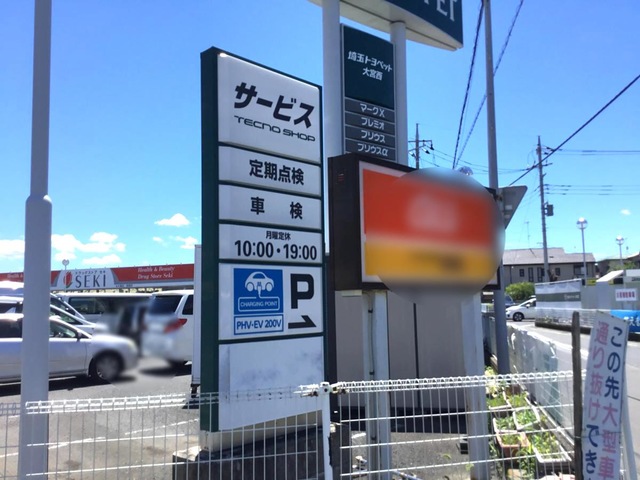 埼玉トヨペット
大宮西
マークX
プレミオ
プリウス
プリウスα
サービス
TECNO SHOP
定期点検
車 検
月曜定休
10:00・19:00
CHARGING POINT
PHV・EV 200V
P
SEKI
Health & Beauty
Drug Store Seki
この先大型車
通り抜けでき